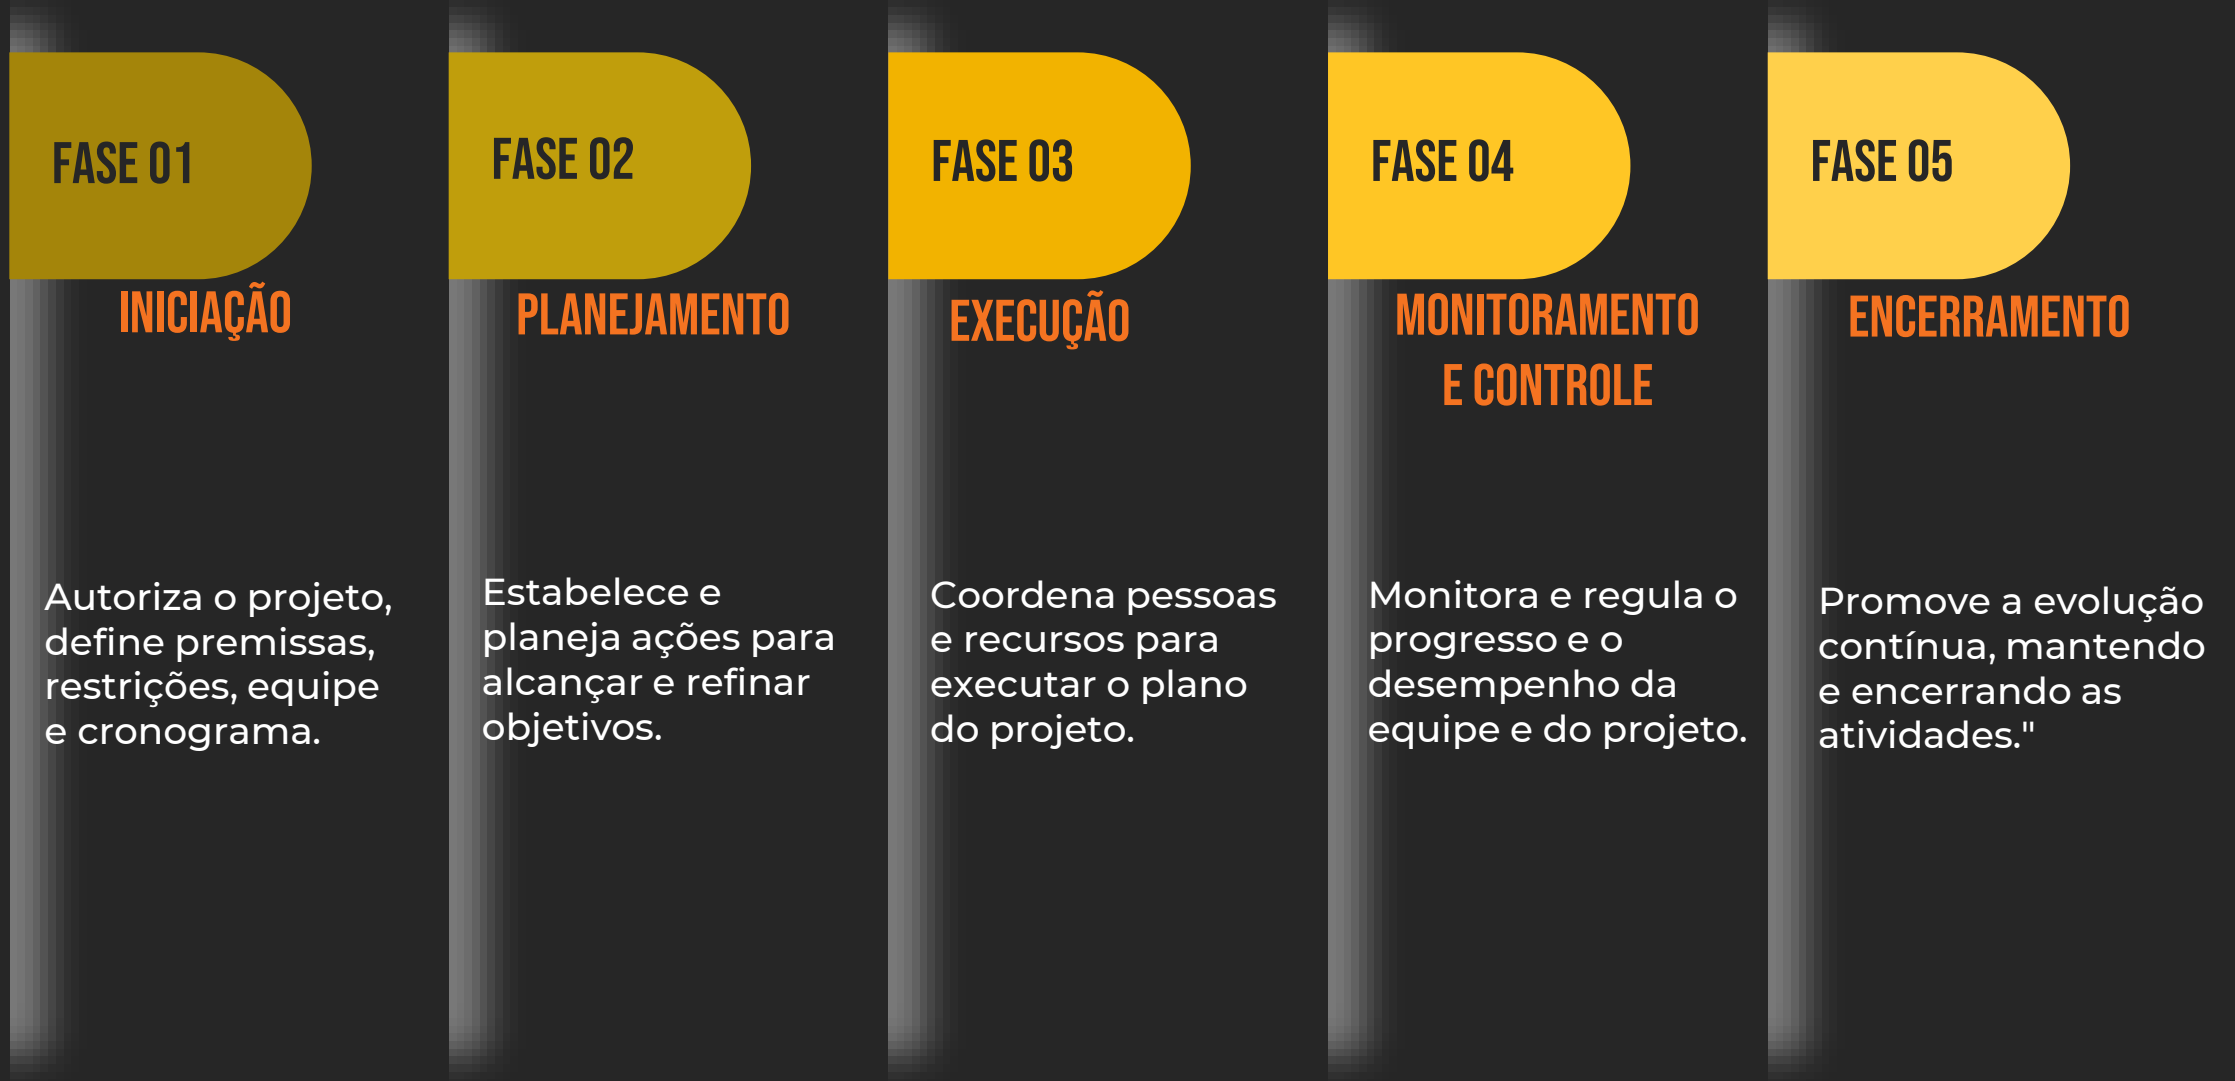 FASE 01
INICIAÇÃO
Autoriza o projeto,
define premissas,
restrições, equipe
e cronograma.
FASE 02
PLANEJAMENTO
Estabelece e
planeja ações para
alcançar e refinar
objetivos.
FASE 03
EXECUÇÃO
Coordena pessoas
e recursos para
executar o plano
do projeto.
FASE 04
MONITORAMENTO
E CONTROLE
Monitora e regula o
progresso e o
desempenho da
equipe e do projeto.
FASE 05
ENCERRAMENTO
Promove a evolução
contínua, mantendo
e encerrando as
atividades."